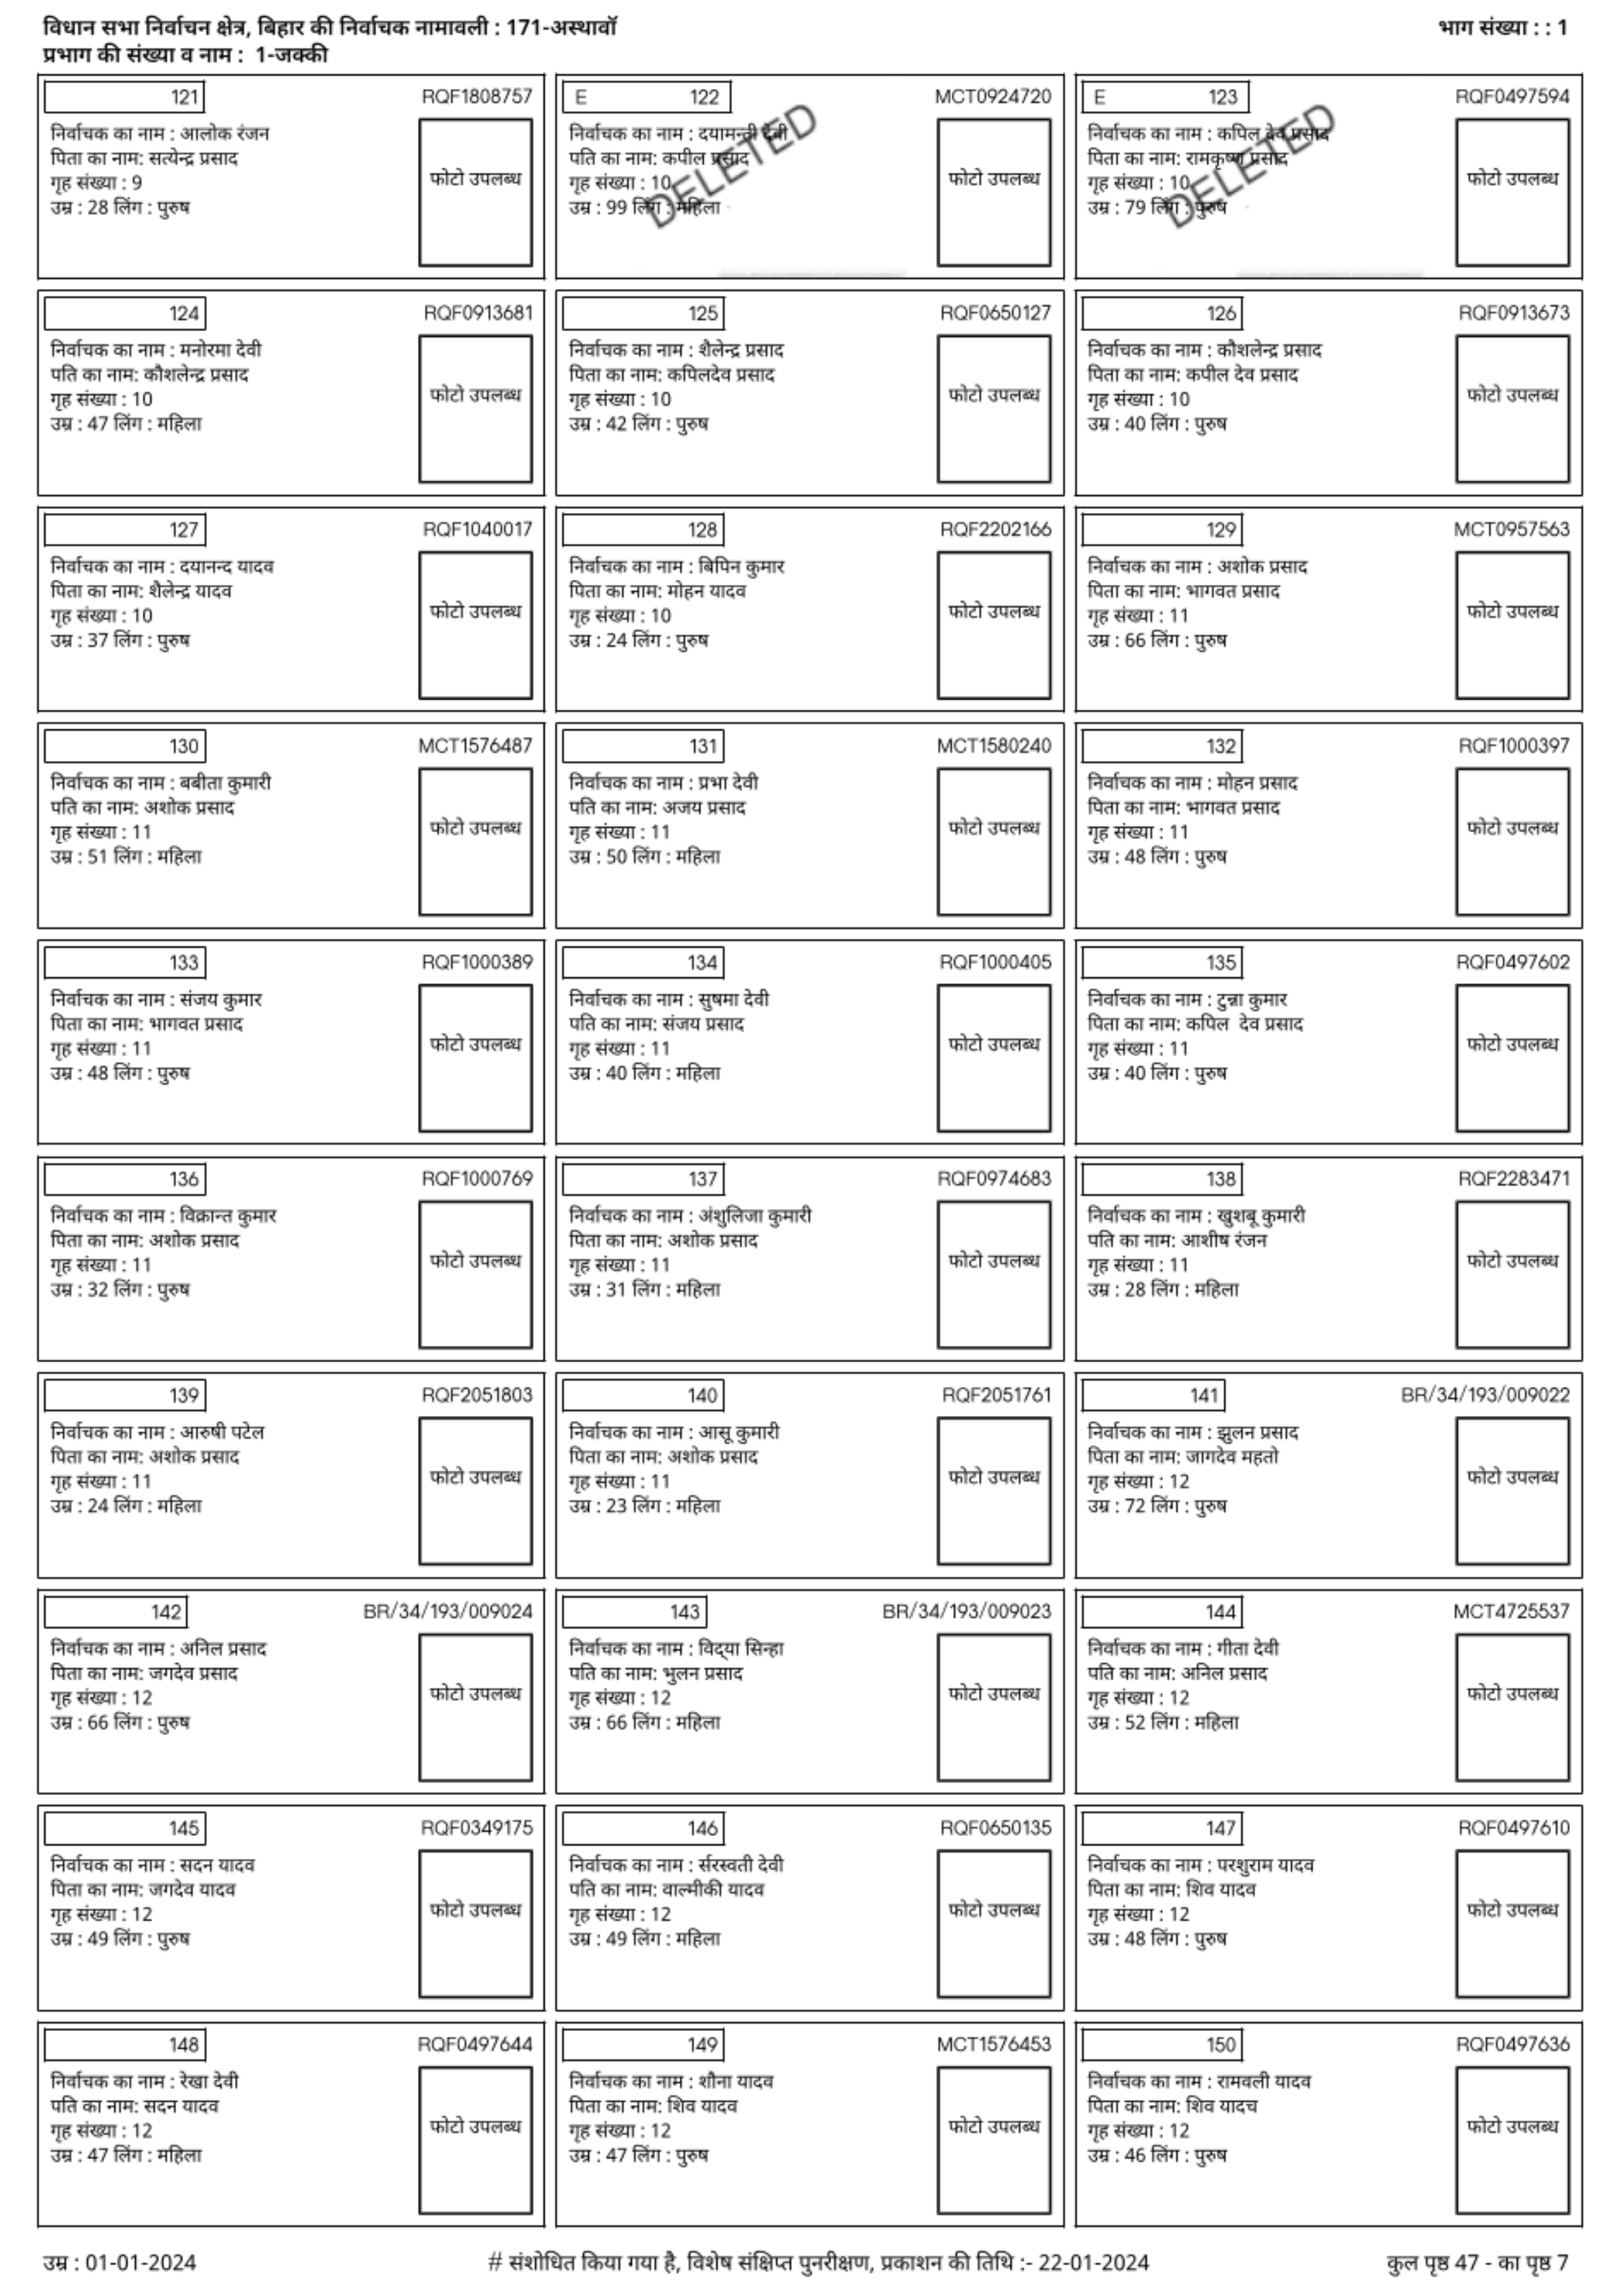 विधान सभा निर्वाचन क्षेत्र, बिहार की निर्वाचक नामावली : 171-अस्थावॉ
भाग संख्या : : 1
प्रभाग की संख्या व नाम : 1-जक्की
121 RQF1808757
निर्वाचक का नाम : आलोक रंजन
पिता का नाम: सत्येन्द्र प्रसाद
गृह संख्या : 9
उम्र : 28 लिंग : पुरुष
फोटो उपलब्ध
E 122 MCT0924720
निर्वाचक का नाम : दयामन्ती देवी
पति का नाम: कपील प्रसाद
गृह संख्या : 10
उम्र : 99 लिंग : महिला
फोटो उपलब्ध
DELETED
E 123 RQF0497594
निर्वाचक का नाम : कपिल देव प्रसाद
पिता का नाम: रामकृष्ण प्रसाद
गृह संख्या : 10
उम्र : 79 लिंग : पुरुष
फोटो उपलब्ध
DELETED
124 RQF0913681
निर्वाचक का नाम : मनोरमा देवी
पति का नाम: कौशलेन्द्र प्रसाद
गृह संख्या : 10
उम्र : 47 लिंग : महिला
फोटो उपलब्ध
125 RQF0650127
निर्वाचक का नाम : शैलेन्द्र प्रसाद
पिता का नाम: कपिलदेव प्रसाद
गृह संख्या : 10
उम्र : 42 लिंग : पुरुष
फोटो उपलब्ध
126 RQF0913673
निर्वाचक का नाम : कौशलेन्द्र प्रसाद
पिता का नाम: कपील देव प्रसाद
गृह संख्या : 10
उम्र : 40 लिंग : पुरुष
फोटो उपलब्ध
127 RQF1040017
निर्वाचक का नाम : दयानन्द यादव
पिता का नाम: शैलेन्द्र यादव
गृह संख्या : 10
उम्र : 37 लिंग : पुरुष
फोटो उपलब्ध
128 RQF2202166
निर्वाचक का नाम : बिपिन कुमार
पिता का नाम: मोहन यादव
गृह संख्या : 10
उम्र : 24 लिंग : पुरुष
फोटो उपलब्ध
129 MCT0957563
निर्वाचक का नाम : अशोक प्रसाद
पिता का नाम: भागवत प्रसाद
गृह संख्या : 11
उम्र : 66 लिंग : पुरुष
फोटो उपलब्ध
130 MCT1576487
निर्वाचक का नाम : बबीता कुमारी
पति का नाम: अशोक प्रसाद
गृह संख्या : 11
उम्र : 51 लिंग : महिला
फोटो उपलब्ध
131 MCT1580240
निर्वाचक का नाम : प्रभा देवी
पति का नाम: अजय प्रसाद
गृह संख्या : 11
उम्र : 50 लिंग : महिला
फोटो उपलब्ध
132 RQF1000397
निर्वाचक का नाम : मोहन प्रसाद
पिता का नाम: भागवत प्रसाद
गृह संख्या : 11
उम्र : 48 लिंग : पुरुष
फोटो उपलब्ध
133 RQF1000389
निर्वाचक का नाम : संजय कुमार
पिता का नाम: भागवत प्रसाद
गृह संख्या : 11
उम्र : 48 लिंग : पुरुष
फोटो उपलब्ध
134 RQF1000405
निर्वाचक का नाम : सुषमा देवी
पति का नाम: संजय प्रसाद
गृह संख्या : 11
उम्र : 40 लिंग : महिला
फोटो उपलब्ध
135 RQF0497602
निर्वाचक का नाम : टुन्ना कुमार
पिता का नाम: कपिल देव प्रसाद
गृह संख्या : 11
उम्र : 40 लिंग : पुरुष
फोटो उपलब्ध
136 RQF1000769
निर्वाचक का नाम : विक्रान्त कुमार
पिता का नाम: अशोक प्रसाद
गृह संख्या : 11
उम्र : 32 लिंग : पुरुष
फोटो उपलब्ध
137 RQF0974683
निर्वाचक का नाम : अंशुलिजा कुमारी
पिता का नाम: अशोक प्रसाद
गृह संख्या : 11
उम्र : 31 लिंग : महिला
फोटो उपलब्ध
138 RQF2283471
निर्वाचक का नाम : खुशबू कुमारी
पति का नाम: आशीष रंजन
गृह संख्या : 11
उम्र : 28 लिंग : महिला
फोटो उपलब्ध
139 RQF2051803
निर्वाचक का नाम : आरुषी पटेल
पिता का नाम: अशोक प्रसाद
गृह संख्या : 11
उम्र : 24 लिंग : महिला
फोटो उपलब्ध
140 RQF2051761
निर्वाचक का नाम : आसू कुमारी
पिता का नाम: अशोक प्रसाद
गृह संख्या : 11
उम्र : 23 लिंग : महिला
फोटो उपलब्ध
141 BR/34/193/009022
निर्वाचक का नाम : झुलन प्रसाद
पिता का नाम: जागदेव महतो
गृह संख्या : 12
उम्र : 72 लिंग : पुरुष
फोटो उपलब्ध
142 BR/34/193/009024
निर्वाचक का नाम : अनिल प्रसाद
पिता का नाम: जगदेव प्रसाद
गृह संख्या : 12
उम्र : 66 लिंग : पुरुष
फोटो उपलब्ध
143 BR/34/193/009023
निर्वाचक का नाम : विद्‌या सिन्हा
पति का नाम: भुलन प्रसाद
गृह संख्या : 12
उम्र : 66 लिंग : महिला
फोटो उपलब्ध
144 MCT4725537
निर्वाचक का नाम : गीता देवी
पति का नाम: अनिल प्रसाद
गृह संख्या : 12
उम्र : 52 लिंग : महिला
फोटो उपलब्ध
145 RQF0349175
निर्वाचक का नाम : सदन यादव
पिता का नाम: जगदेव यादव
गृह संख्या : 12
उम्र : 49 लिंग : पुरुष
फोटो उपलब्ध
146 RQF0650135
निर्वाचक का नाम : र्सरस्वती देवी
पति का नाम: वाल्मीकी यादव
गृह संख्या : 12
उम्र : 49 लिंग : महिला
फोटो उपलब्ध
147 RQF0497610
निर्वाचक का नाम : परशुराम यादव
पिता का नाम: शिव यादव
गृह संख्या : 12
उम्र : 48 लिंग : पुरुष
फोटो उपलब्ध
148 RQF0497644
निर्वाचक का नाम : रेखा देवी
पति का नाम: सदन यादव
गृह संख्या : 12
उम्र : 47 लिंग : महिला
फोटो उपलब्ध
149 MCT1576453
निर्वाचक का नाम : शौना यादव
पिता का नाम: शिव यादव
गृह संख्या : 12
उम्र : 47 लिंग : पुरुष
फोटो उपलब्ध
150 RQF0497636
निर्वाचक का नाम : रामवली यादव
पिता का नाम: शिव यादच
गृह संख्या : 12
उम्र : 46 लिंग : पुरुष
फोटो उपलब्ध
उम्र : 01-01-2024
# संशोधित किया गया है, विशेष संक्षिप्त पुनरीक्षण, प्रकाशन की तिथि :- 22-01-2024
कुल पृष्ठ 47 - का पृष्ठ 7